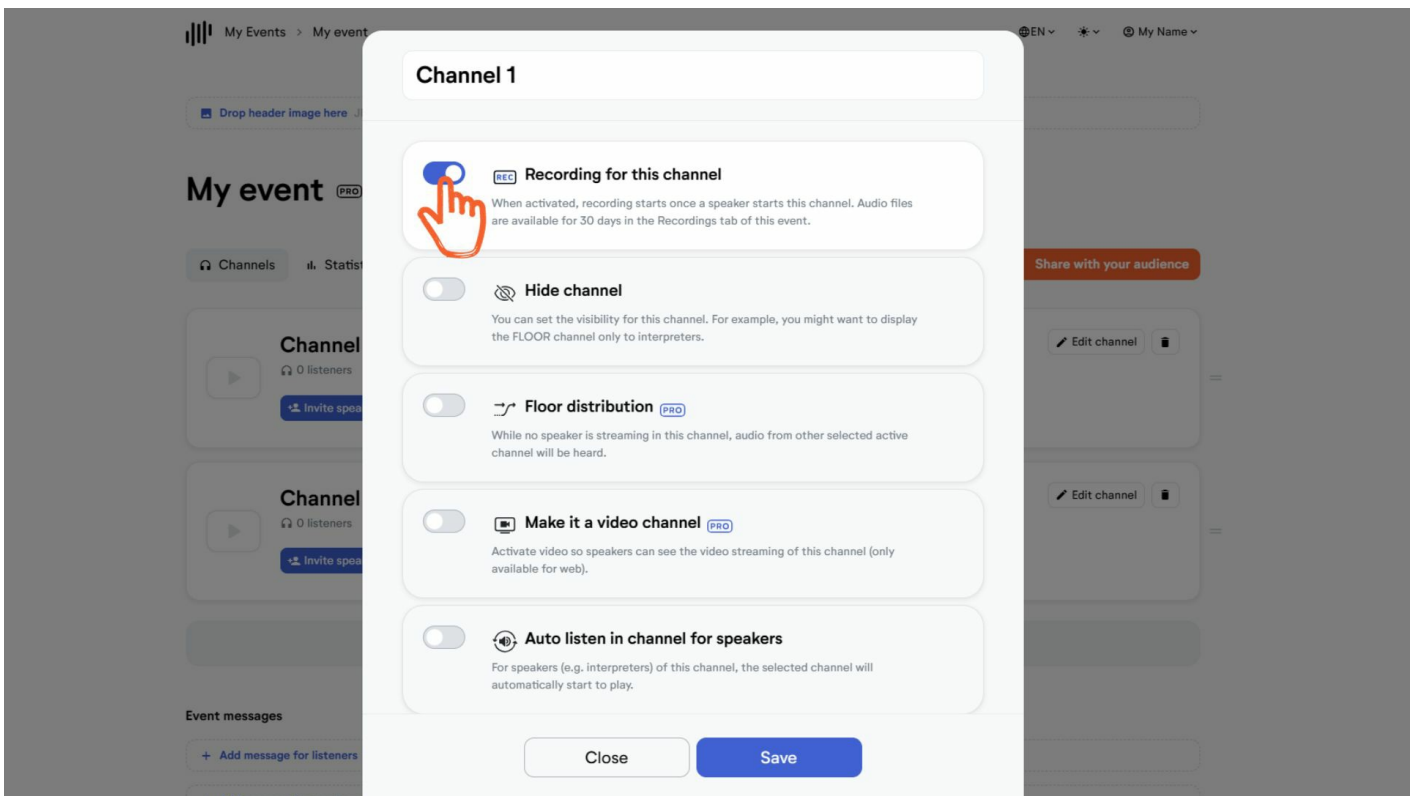 My Events > My event
EN
My Name
Channel 1
Drop header image here
REC Recording for this channel
When activated, recording starts once a speaker starts this channel. Audio files
are available for 30 days in the Recordings tab of this event.
My event PRO
Channels
Share with your audience
Hide channel
You can set the visibility for this channel. For example, you might want to display
the FLOOR channel only to interpreters.
Channel
0 listeners
Edit channel
Invite
Floor distribution PRO
While no speaker is streaming in this channel, audio from other selected active
channel will be heard.
Channel
0 listeners
Edit channel
Invite
Make it a video channel PRO
Activate video so speakers can see the video streaming of this channel (only
available for web).
Auto listen in channel for speakers
For speakers (e.g. interpreters) of this channel, the selected channel will
automatically start to play.
Event messages
+ Add message for listeners
Close
Save